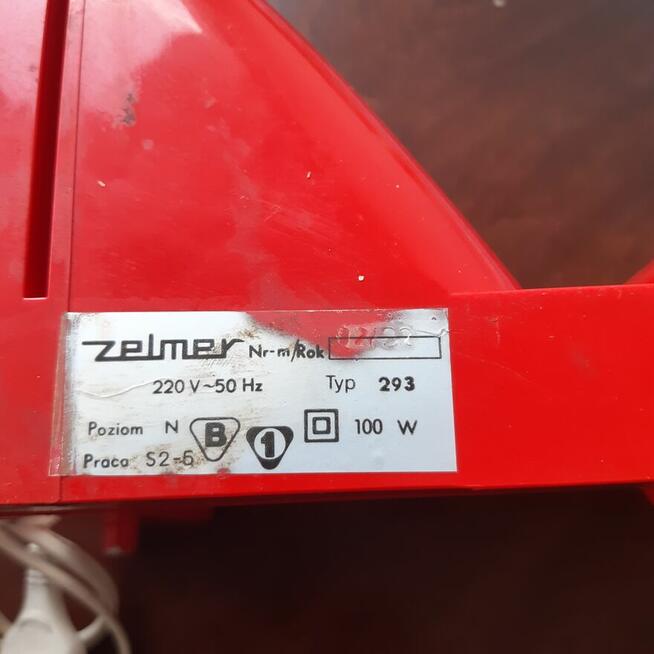 zelmer Nr-m/Rok
220 V~50 Hz Typ 293
Poziom N B 1 100 W
Praca S2-5